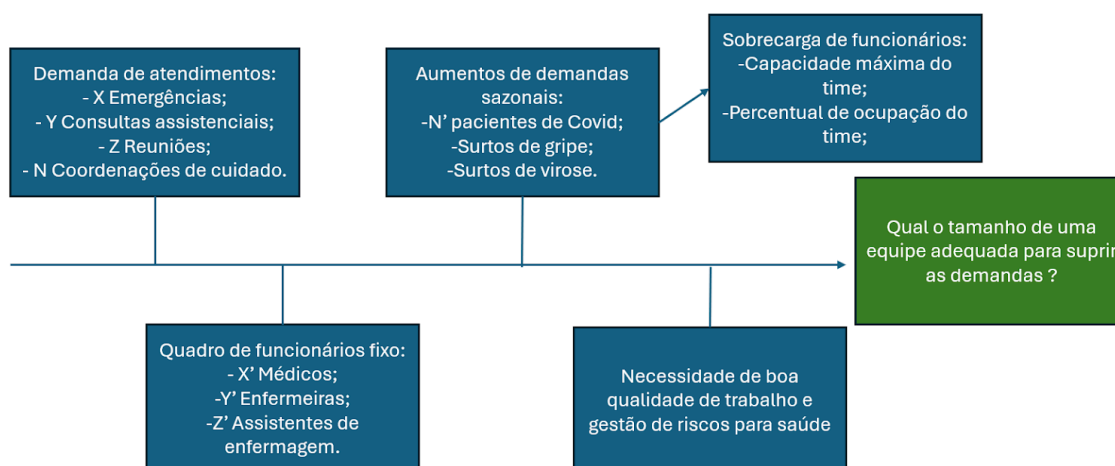 Demanda de atendimentos:
- X Emergências;
- Y Consultas assistenciais;
- Z Reuniões;
- N Coordenações de cuidado.
Aumentos de demandas
sazonais:
-N’ pacientes de Covid;
-Surtos de gripe;
-Surtos de virose.
Sobrecarga de funcionários:
-Capacidade máxima do
time;
-Percentual de ocupação do
time;
Qual o tamanho de uma
equipe adequada para suprir
as demandas ?
Quadro de funcionários fixo:
- X’ Médicos;
-Y’ Enfermeiras;
-Z’ Assistentes de
enfermagem.
Necessidade de boa
qualidade de trabalho e
gestão de riscos para saúde